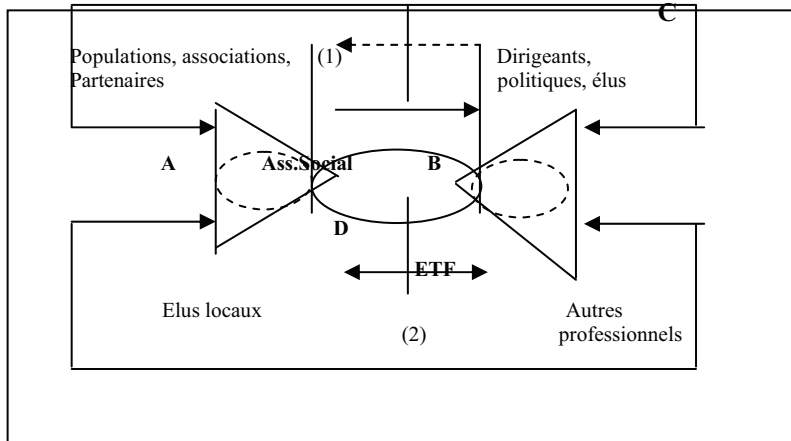 C
Populations, associations,
Partenaires
(1)
Dirigeants,
politiques, élus
A
Ass.Social
B
D
ETF
Elus locaux
Autres
professionnels
(2)